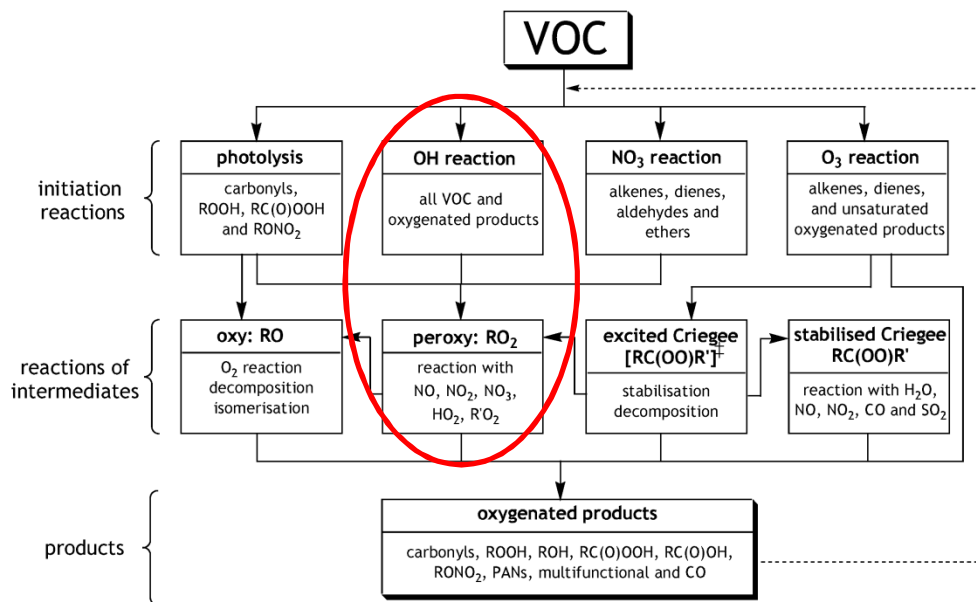 VOC
initiation
reactions
photolysis
carbonyls,
ROOH, RC(O)OOH
and RONO₂
OH reaction
all VOC and
oxygenated products
NO₃ reaction
alkenes, dienes,
aldehydes and
ethers
O₃ reaction
alkenes, dienes,
and unsaturated
oxygenated products
reactions of
intermediates
oxy: RO
O₂ reaction
decomposition
isomerisation
peroxy: RO₂
reaction with
NO, NO₂, NO₃,
HO₂, R'O₂
excited Criegee
[RC(OO)R']‡
stabilisation
decomposition
stabilised Criegee
RC(OO)R'
reaction with H₂O,
NO, NO₂, CO and SO₂
products
oxygenated products
carbonyls, ROOH, ROH, RC(O)OOH, RC(O)OH,
RONO₂, PANs, multifunctional and CO